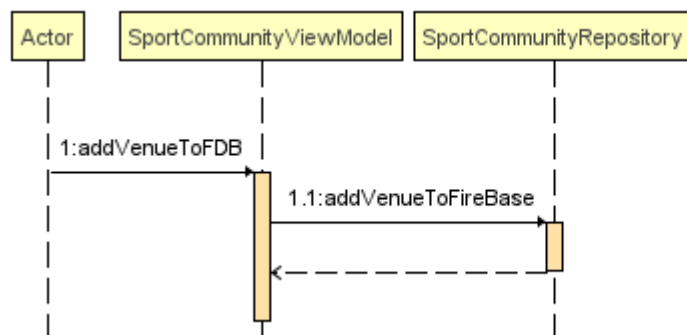 Actor
SportCommunityViewModel
SportCommunityRepository
1:addVenueToFDB
1.1:addVenueToFireBase